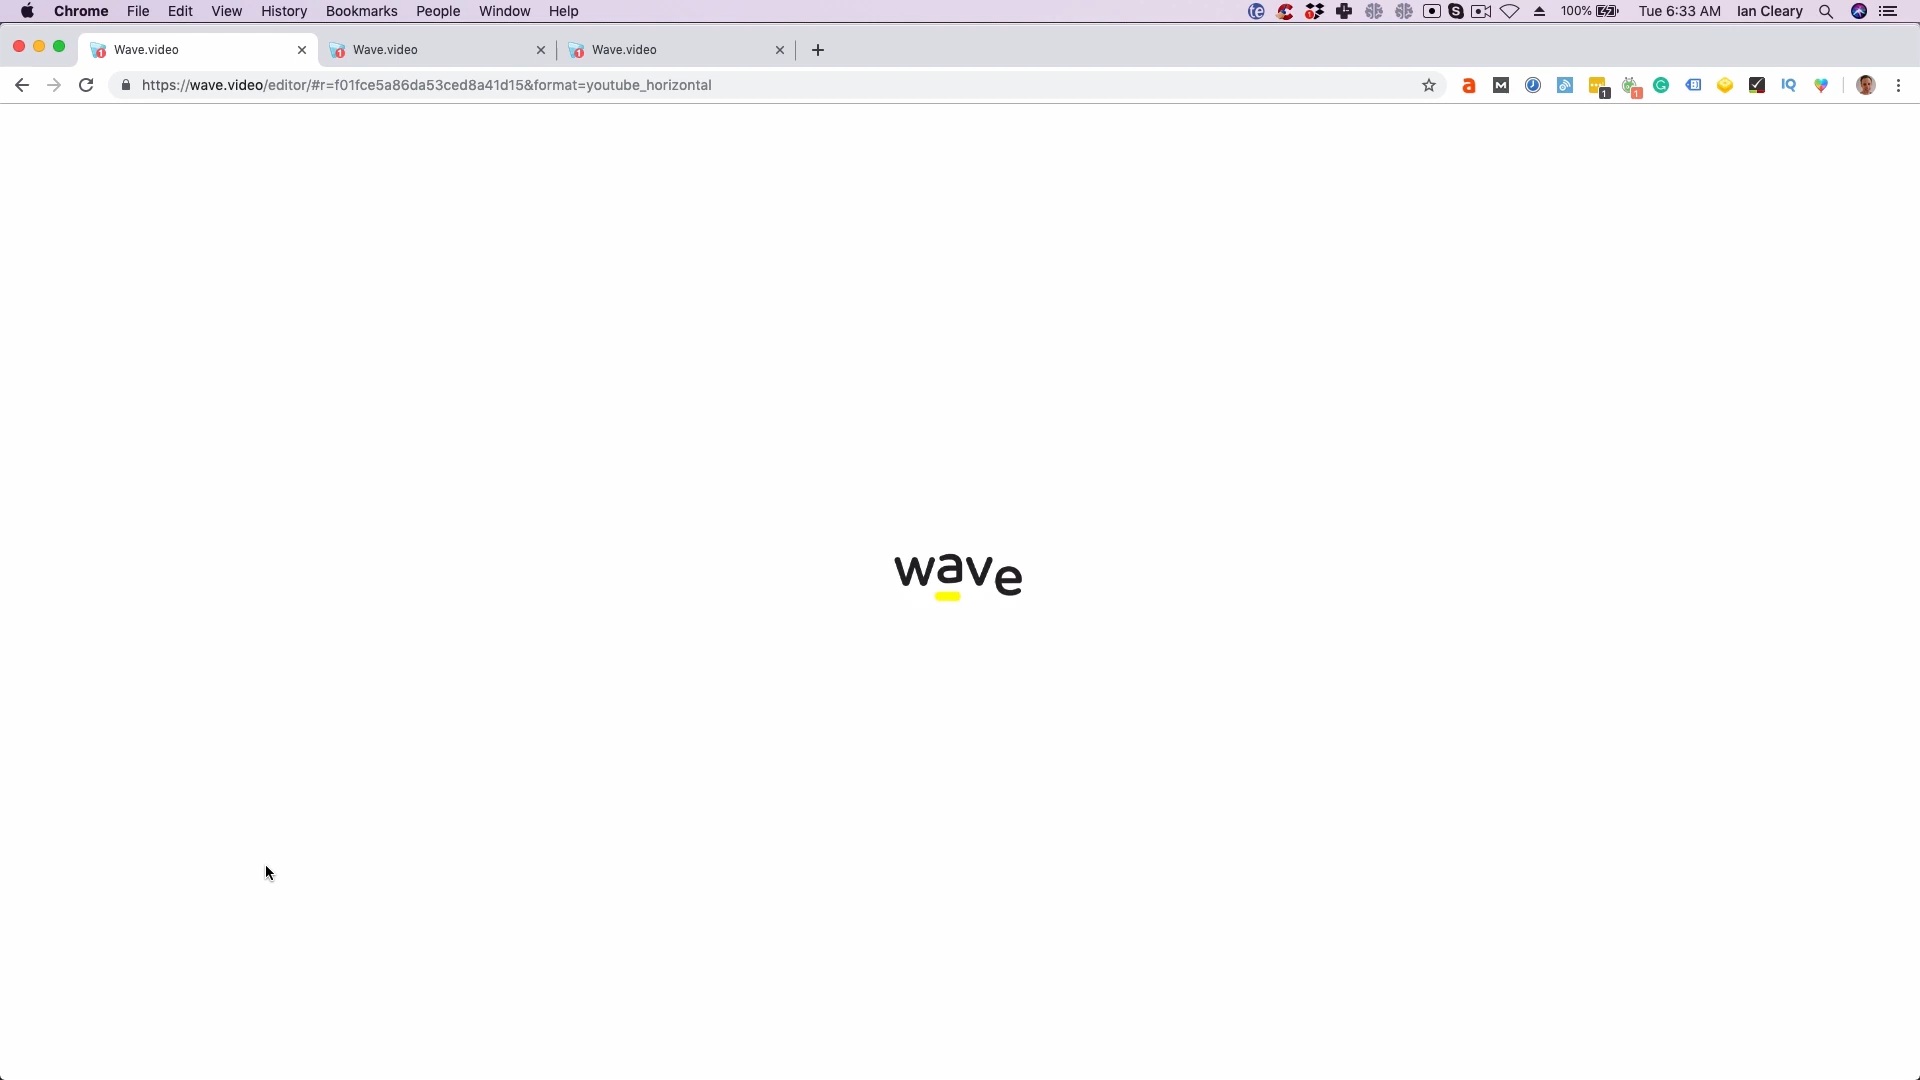 Chrome File Edit View History Bookmarks People Window Help 100% Tue 6:33 AM Ian Cleary
Wave.video Wave.video Wave.video
https://wave.video/editor/#r=f01fce5a86da53ced8a41d15&format=youtube_horizontal
wave